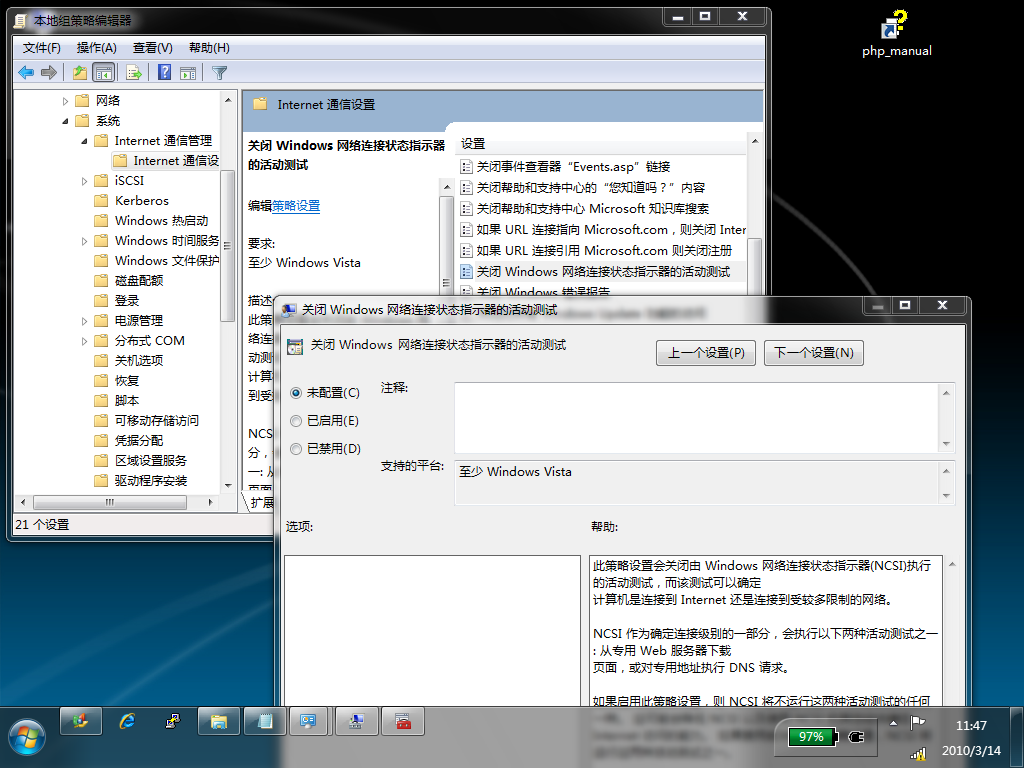 本地组策略编辑器
文件(F) 操作(A) 查看(V) 帮助(H)
php_manual
网络
系统
Internet 通信管理
Internet 通信设
iSCSI
Kerberos
Windows 热启动
Windows 时间服务
Windows 文件保护
磁盘配额
登录
电源管理
分布式 COM
关机选项
恢复
脚本
可移动存储访问
凭据分配
区域设置服务
驱动程序安装
21 个设置
Internet 通信设置
关闭 Windows 网络连接状态指示器
的活动测试
编辑策略设置
要求:
至少 Windows Vista
描述
此策
络连
动测
计算
到受
NCS
分，
一: 从
页面
扩展
设置
关闭事件查看器“Events.asp”链接
关闭帮助和支持中心的“您知道吗？”内容
关闭帮助和支持中心 Microsoft 知识库搜索
如果 URL 连接指向 Microsoft.com，则关闭 Inter
如果 URL 连接引用 Microsoft.com 则关闭注册
关闭 Windows 网络连接状态指示器的活动测试
关闭 Windows 错误报告
关闭 Windows 网络连接状态指示器的活动测试
关闭 Windows 网络连接状态指示器的活动测试
上一个设置(P) 下一个设置(N)
未配置(C)
已启用(E)
已禁用(D)
注释:
支持的平台:
至少 Windows Vista
选项:
帮助:
此策略设置会关闭由 Windows 网络连接状态指示器(NCSI)执行
的活动测试，而该测试可以确定
计算机是连接到 Internet 还是连接到受较多限制的网络。
NCSI 作为确定连接级别的一部分，会执行以下两种活动测试之一
: 从专用 Web 服务器下载
页面，或对专用地址执行 DNS 请求。
如果启用此策略设置，则 NCSI 将不运行这两种活动测试的任何
97%
11:47
2010/3/14